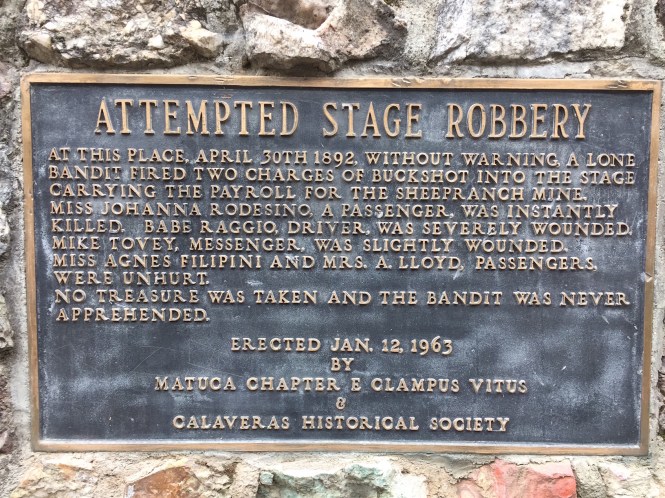 ATTEMPTED STAGE ROBBERY
AT THIS PLACE, APRIL 30TH 1892, WITHOUT WARNING, A LONE
BANDIT FIRED TWO CHARGES OF BUCKSHOT INTO THE STAGE
CARRYING THE PAYROLL FOR THE SHEEPRANCH MINE.
MISS JOHANNA RODESINO, A PASSENGER, WAS INSTANTLY
KILLED. BABE RAGGIO, DRIVER, WAS SEVERELY WOUNDED.
MIKE TOVEY, MESSENGER, WAS SLIGHTLY WOUNDED.
MISS AGNES FILIPINI AND MRS. A. LLOYD, PASSENGERS,
WERE UNHURT.
NO TREASURE WAS TAKEN AND THE BANDIT WAS NEVER
APPREHENDED.
ERECTED JAN. 12, 1963
BY
MATUCA CHAPTER E CLAMPUS VITUS
&
CALAVERAS HISTORICAL SOCIETY